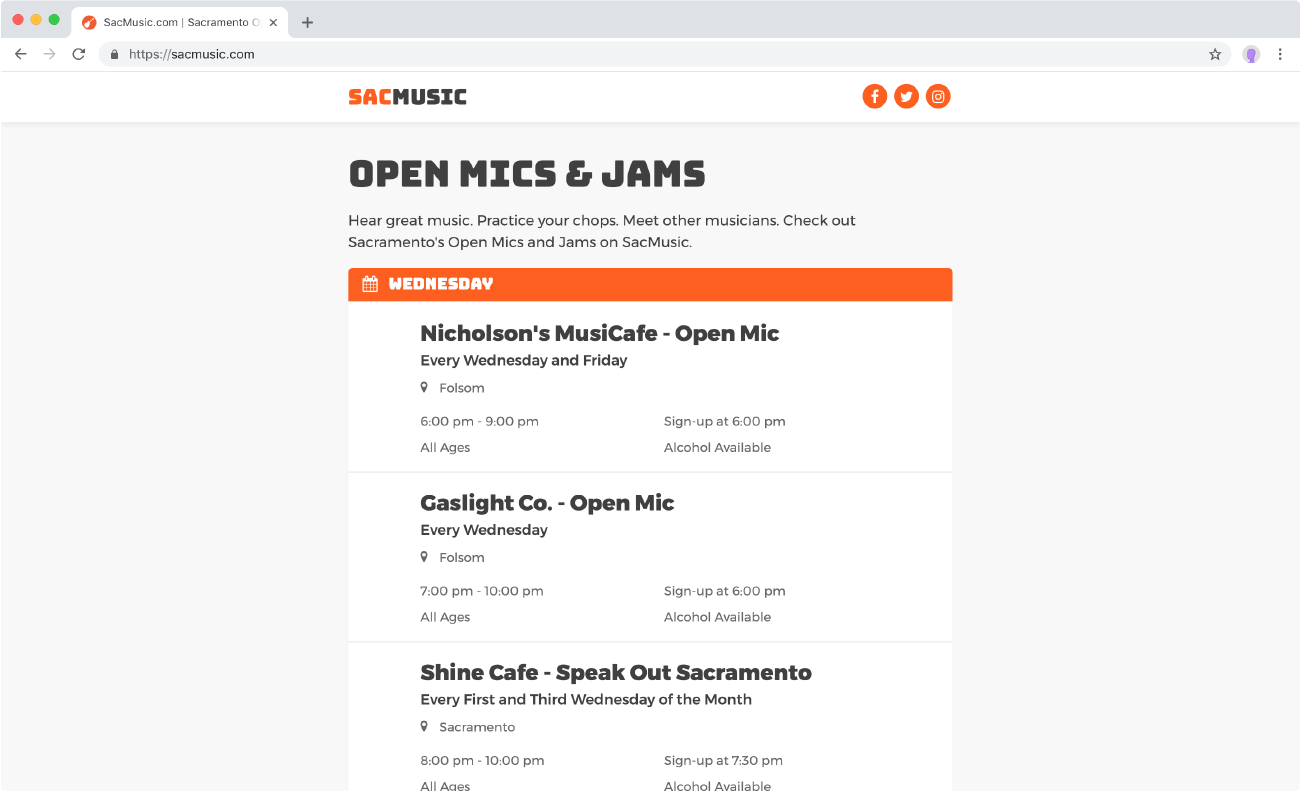 SacMusic.com | Sacramento O
https://sacmusic.com
SACMUSIC
OPEN MICS & JAMS
Hear great music. Practice your chops. Meet other musicians. Check out
Sacramento's Open Mics and Jams on SacMusic.
WEDNESDAY
Nicholson's MusiCafe - Open Mic
Every Wednesday and Friday
Folsom
6:00 pm - 9:00 pm Sign-up at 6:00 pm
All Ages Alcohol Available
Gaslight Co. - Open Mic
Every Wednesday
Folsom
7:00 pm - 10:00 pm Sign-up at 6:00 pm
All Ages Alcohol Available
Shine Cafe - Speak Out Sacramento
Every First and Third Wednesday of the Month
Sacramento
8:00 pm - 10:00 pm Sign-up at 7:30 pm
All Ages Alcohol Available